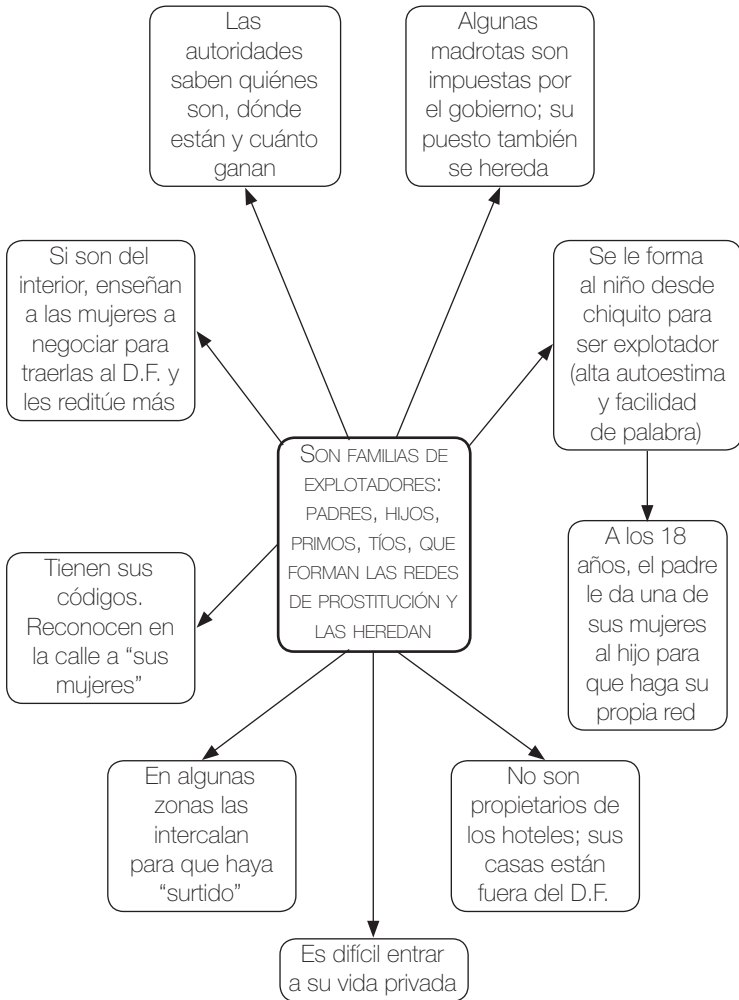 Las
autoridades
saben quiénes
son, dónde
están y cuánto
ganan
Algunas
madrotas son
impuestas por
el gobierno; su
puesto también
se hereda
Si son del
interior, enseñan
a las mujeres a
negociar para
traerlas al D.F. y
les reditúe más
Se le forma
al niño desde
chiquito para
ser explotador
(alta autoestima
y facilidad
de palabra)
SON FAMILIAS DE
EXPLOTADORES:
PADRES, HIJOS,
PRIMOS, TÍOS, QUE
FORMAN LAS REDES
DE PROSTITUCIÓN Y
LAS HEREDAN
A los 18
años, el padre
le da una de
sus mujeres
al hijo para
que haga su
propia red
Tienen sus
códigos.
Reconocen en
la calle a “sus
mujeres”
En algunas
zonas las
intercalan
para que haya
“surtido”
No son
propietarios de
los hoteles; sus
casas están
fuera del D.F.
Es difícil entrar
a su vida privada